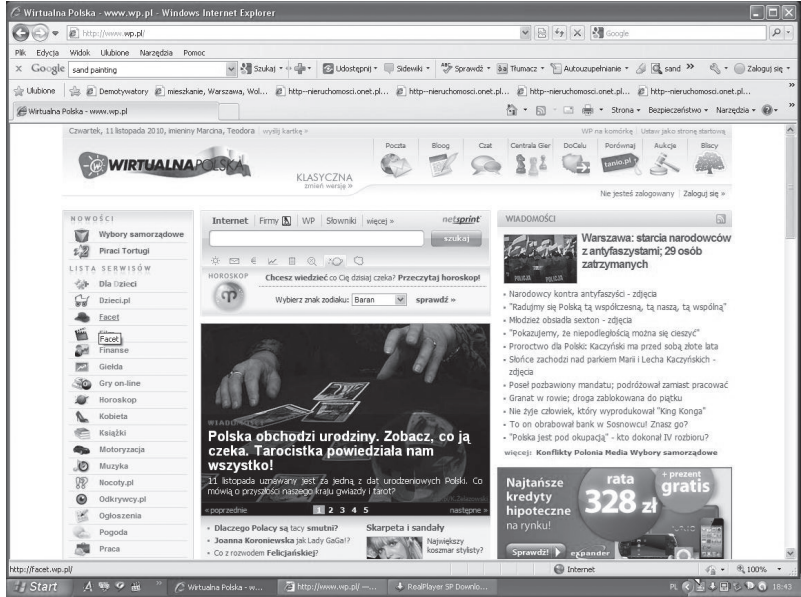 Wirtualna Polska - www.wp.pl - Windows Internet Explorer
http://www.wp.pl/
Google
Plik Edycja Widok Ulubione Narzędzia Pomoc
Google sand painting Szukaj Udostępnij Sidewiki Sprawdź Tłumacz Autouzupełnianie sand Zaloguj się
Ulubione Demotywatory mieszkanie, Warszawa, Wol... http--nieruchomosci.onet.pl... http--nieruchomosci.onet.pl... http--nieruchomosci.onet.pl...
Wirtualna Polska - www.wp.pl
Strona Bezpieczeństwo Narzędzia
Czwartek, 11 listopada 2010, imieniny Marcina, Teodora wyślij kartkę »
WP na komórkę Ustaw jako stronę startową
WIRTUALNA POLSKA
KLASYCZNA
zmień wersję »
Poczta Bloog Czat Centrala Gier DoCelu Porównaj Aukcje Bliscy
tanio.pl
Nie jesteś zalogowany Zaloguj się »
NOWOŚCI
Wybory samorządowe
Piraci Tortugi
LISTA SERWISÓW
Dla Dzieci
Dzieci.pl
Facet
Facet
Finanse
Giełda
Gry on-line
Horoskop
Kobieta
Książki
Motoryzacja
Muzyka
Nocoty.pl
Odkrywcy.pl
Ogłoszenia
Pogoda
Praca
Internet Firmy WP Słowniki więcej »
netsprint
szukaj
HOROSKOP
Chcesz wiedzieć co Cię dzisiaj czeka? Przeczytaj horoskop!
Wybierz znak zodiaku: Baran sprawdź »
WIADOMOŚCI
Polska obchodzi urodziny. Zobacz, co ją
czeka. Tarocistka powiedziała nam
wszystko!
11 listopada uznawany jest za jedną z dat urodzeniowych Polski. Co
mówią o przyszłości naszego kraju gwiazdy i tarot?
« poprzednie 1 2 3 4 5 następne »
Dlaczego Polacy są tacy smutni?
Joanna Koroniewska jak Lady GaGa!?
Co z rozwodem Felicjańskiej?
Skarpeta i sandały
Największy
koszmar stylisty?
WIADOMOŚCI
Warszawa: starcia narodowców
z antyfaszystami; 29 osób
zatrzymanych
Narodowcy kontra antyfaszyści - zdjęcia
"Radujmy się Polską tą współczesną, tą naszą, tą wspólną"
Młodzież obsiadła sexton - zdjęcia
"Pokazujemy, że niepodległością można się cieszyć"
Proroctwo dla Polski: Kaczyński ma przed sobą złote lata
Słońce zachodzi nad parkiem Marii i Lecha Kaczyńskich -
zdjęcia
Poseł pozbawiony mandatu; podróżował zamiast pracować
Granat w rowie; droga zablokowana do piątku
Nie żyje człowiek, który wyprodukował "King Konga"
To on obrabował bank w Sosnowcu! Znasz go?
"Polska jest pod okupacją" - kto dokonał IV rozbioru?
więcej: Konflikty Polonia Media Wybory samorządowe
Najtańsze
kredyty
hipoteczne
na rynku!
rata
328 zł
+ prezent
gratis
Sprawdź! expander
http://facet.wp.pl/
Internet
100%
Start
Wirtualna Polska - w...
http://www.wp.pl/ —...
RealPlayer SP Downlo...
PL
18:43